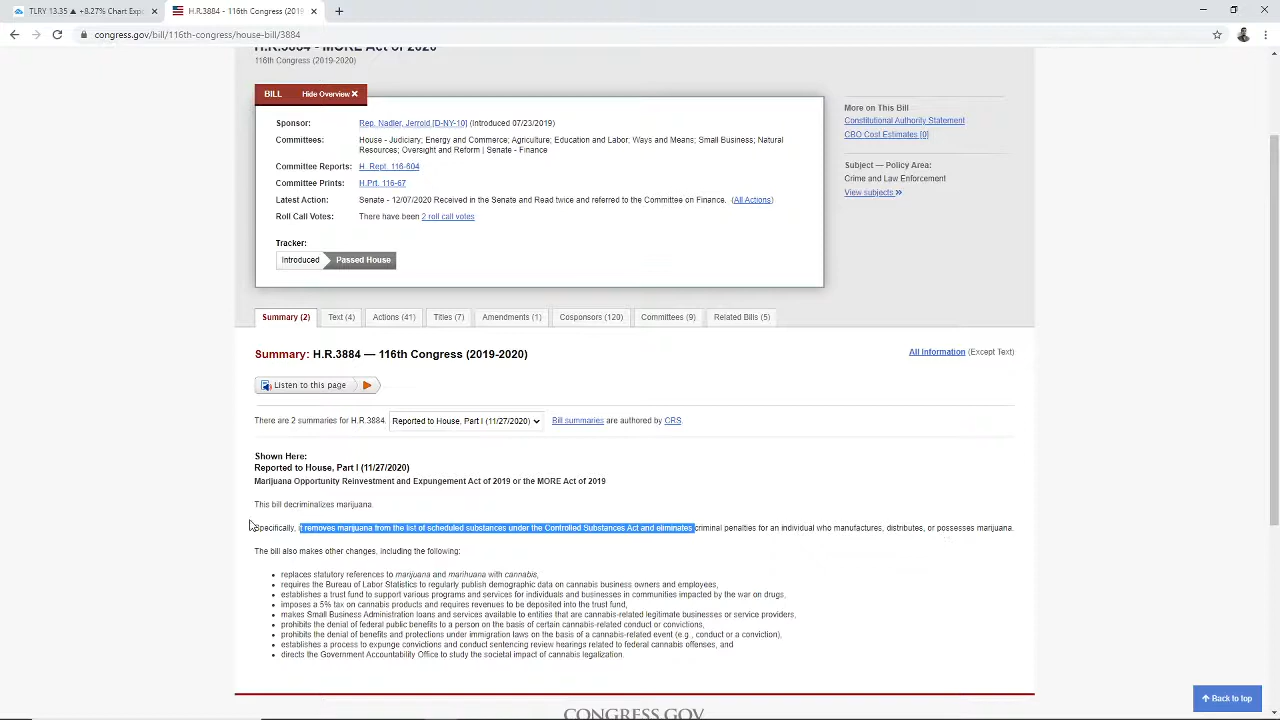 TLRY 13.35 ▲ +8.27% Chart Exp
H.R.3884 - 116th Congress (2019
congress.gov/bill/116th-congress/house-bill/3884
H.R.3884 - MORE Act of 2020
116th Congress (2019-2020)
BILL Hide Overview
Sponsor: Rep. Nadler, Jerrold [D-NY-10] (Introduced 07/23/2019)
Committees: House - Judiciary; Energy and Commerce; Agriculture; Education and Labor; Ways and Means; Small Business; Natural
Resources; Oversight and Reform | Senate - Finance
Committee Reports: H. Rept. 116-604
Committee Prints: H.Prt. 116-67
Latest Action: Senate - 12/07/2020 Received in the Senate and Read twice and referred to the Committee on Finance. (All Actions)
Roll Call Votes: There have been 2 roll call votes
Tracker:
Introduced Passed House
More on This Bill
Constitutional Authority Statement
CBO Cost Estimates [0]
Subject — Policy Area:
Crime and Law Enforcement
View subjects »
Summary (2) Text (4) Actions (41) Titles (7) Amendments (1) Cosponsors (120) Committees (9) Related Bills (5)
Summary: H.R.3884 — 116th Congress (2019-2020)
All Information (Except Text)
Listen to this page
There are 2 summaries for H.R.3884. Reported to House, Part I (11/27/2020) Bill summaries are authored by CRS.
Shown Here:
Reported to House, Part I (11/27/2020)
Marijuana Opportunity Reinvestment and Expungement Act of 2019 or the MORE Act of 2019
This bill decriminalizes marijuana.
Specifically, it removes marijuana from the list of scheduled substances under the Controlled Substances Act and eliminates criminal penalties for an individual who manufactures, distributes, or possesses marijuana.
The bill also makes other changes, including the following:
• replaces statutory references to marijuana and marihuana with cannabis,
• requires the Bureau of Labor Statistics to regularly publish demographic data on cannabis business owners and employees,
• establishes a trust fund to support various programs and services for individuals and businesses in communities impacted by the war on drugs,
• imposes a 5% tax on cannabis products and requires revenues to be deposited into the trust fund,
• makes Small Business Administration loans and services available to entities that are cannabis-related legitimate businesses or service providers,
• prohibits the denial of federal public benefits to a person on the basis of certain cannabis-related conduct or convictions,
• prohibits the denial of benefits and protections under immigration laws on the basis of a cannabis-related event (e.g., conduct or a conviction),
• establishes a process to expunge convictions and conduct sentencing review hearings related to federal cannabis offenses, and
• directs the Government Accountability Office to study the societal impact of cannabis legalization.
Back to top
CONGRESS.GOV